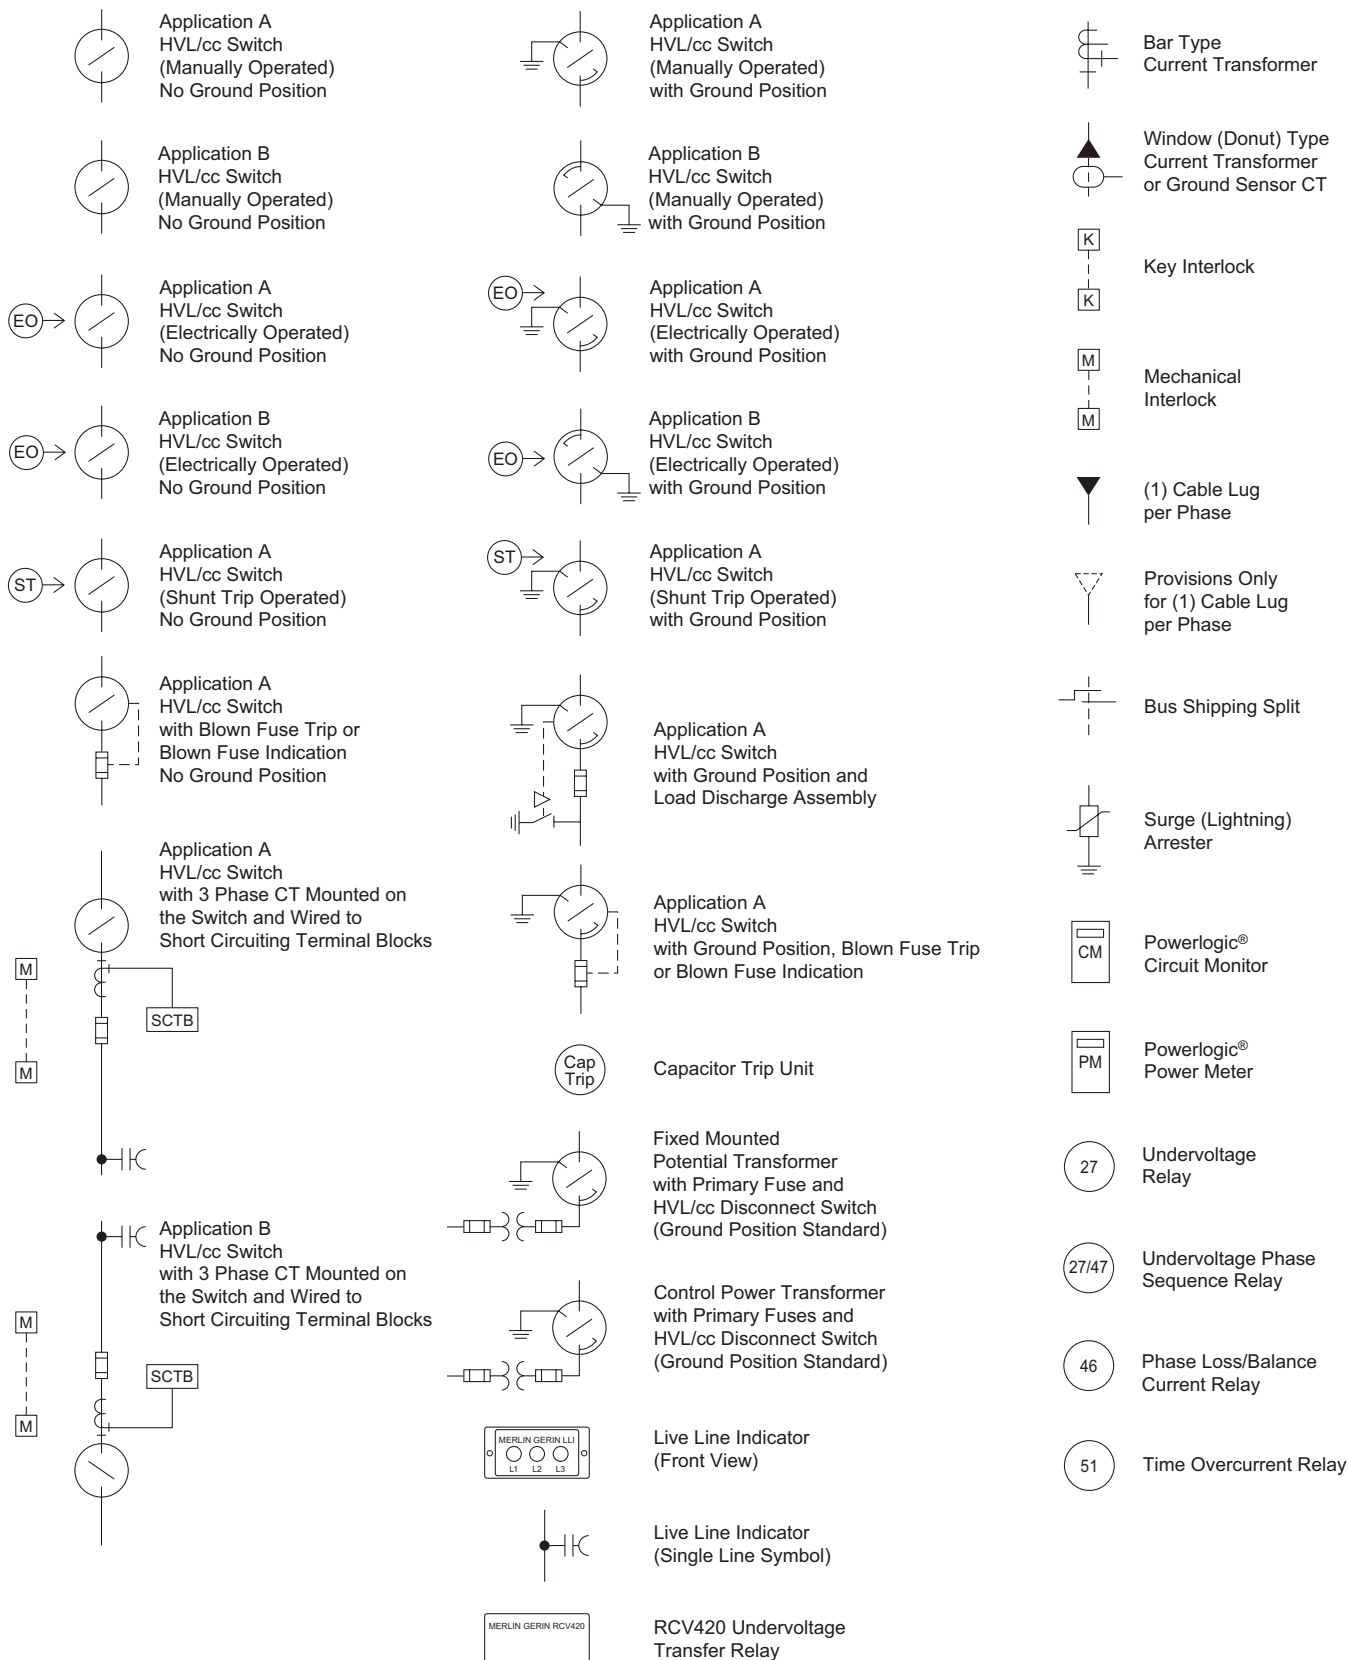 Application A
HVL/cc Switch
(Manually Operated)
No Ground Position
Application B
HVL/cc Switch
(Manually Operated)
No Ground Position
EO
Application A
HVL/cc Switch
(Electrically Operated)
No Ground Position
EO
Application B
HVL/cc Switch
(Electrically Operated)
No Ground Position
ST
Application A
HVL/cc Switch
(Shunt Trip Operated)
No Ground Position
Application A
HVL/cc Switch
with Blown Fuse Trip or
Blown Fuse Indication
No Ground Position
Application A
HVL/cc Switch
with 3 Phase CT Mounted on
the Switch and Wired to
Short Circuiting Terminal Blocks
M
SCTB
M
Application B
HVL/cc Switch
with 3 Phase CT Mounted on
the Switch and Wired to
Short Circuiting Terminal Blocks
M
SCTB
M
Application A
HVL/cc Switch
(Manually Operated)
with Ground Position
Application B
HVL/cc Switch
(Manually Operated)
with Ground Position
EO
Application A
HVL/cc Switch
(Electrically Operated)
with Ground Position
EO
Application B
HVL/cc Switch
(Electrically Operated)
with Ground Position
ST
Application A
HVL/cc Switch
(Shunt Trip Operated)
with Ground Position
Application A
HVL/cc Switch
with Ground Position and
Load Discharge Assembly
Application A
HVL/cc Switch
with Ground Position, Blown Fuse Trip
or Blown Fuse Indication
Cap
Trip
Capacitor Trip Unit
Fixed Mounted
Potential Transformer
with Primary Fuse and
HVL/cc Disconnect Switch
(Ground Position Standard)
Control Power Transformer
with Primary Fuses and
HVL/cc Disconnect Switch
(Ground Position Standard)
MERLIN GERIN LLI
L1 L2 L3
Live Line Indicator
(Front View)
Live Line Indicator
(Single Line Symbol)
MERLIN GERIN RCV420
RCV420 Undervoltage
Transfer Relay
Bar Type
Current Transformer
Window (Donut) Type
Current Transformer
or Ground Sensor CT
K
K
Key Interlock
M
M
Mechanical
Interlock
(1) Cable Lug
per Phase
Provisions Only
for (1) Cable Lug
per Phase
Bus Shipping Split
Surge (Lightning)
Arrester
CM
Powerlogic®
Circuit Monitor
PM
Powerlogic®
Power Meter
27
Undervoltage
Relay
27/47
Undervoltage Phase
Sequence Relay
46
Phase Loss/Balance
Current Relay
51
Time Overcurrent Relay